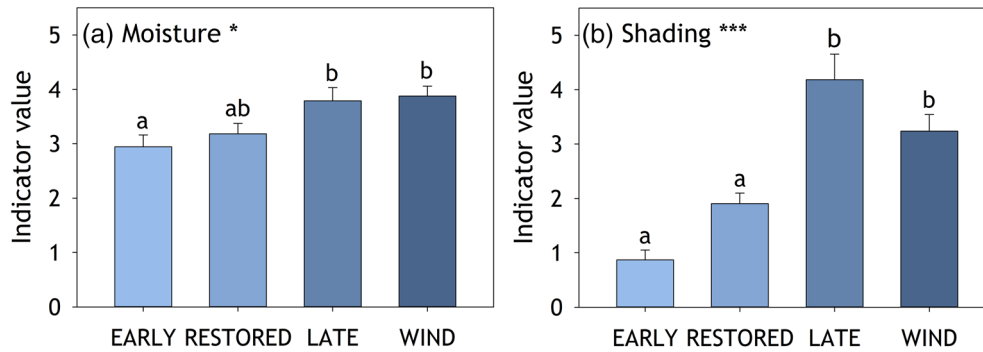 (a) Moisture *
Indicator value
5
4
3
2
1
0
a
ab
b
b
EARLY RESTORED LATE WIND
(b) Shading ***
Indicator value
5
4
3
2
1
0
a
a
b
b
EARLY RESTORED LATE WIND